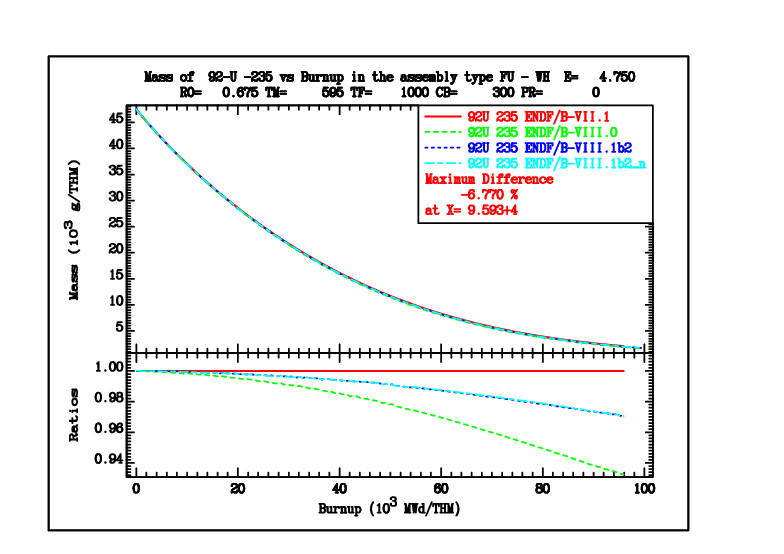 Mass of 92-U -235 vs Burnup in the assembly type FU - WH E= 4.750
RO= 0.675 TM= 595 TF= 1000 CB= 300 PR= 0
92U 235 ENDF/B-VII.1
92U 235 ENDF/B-VIII.0
92U 235 ENDF/B-VIII.1b2
92U 235 ENDF/B-VIII.1b2_n
Maximum Difference
-6.770 %
at X= 9.593+4
45
40
35
30
25
20
15
10
5
Mass (10³ g/THM)
1.00
0.98
0.96
0.94
Ratios
0 20 40 60 80 100
Burnup (10³ MWd/THM)